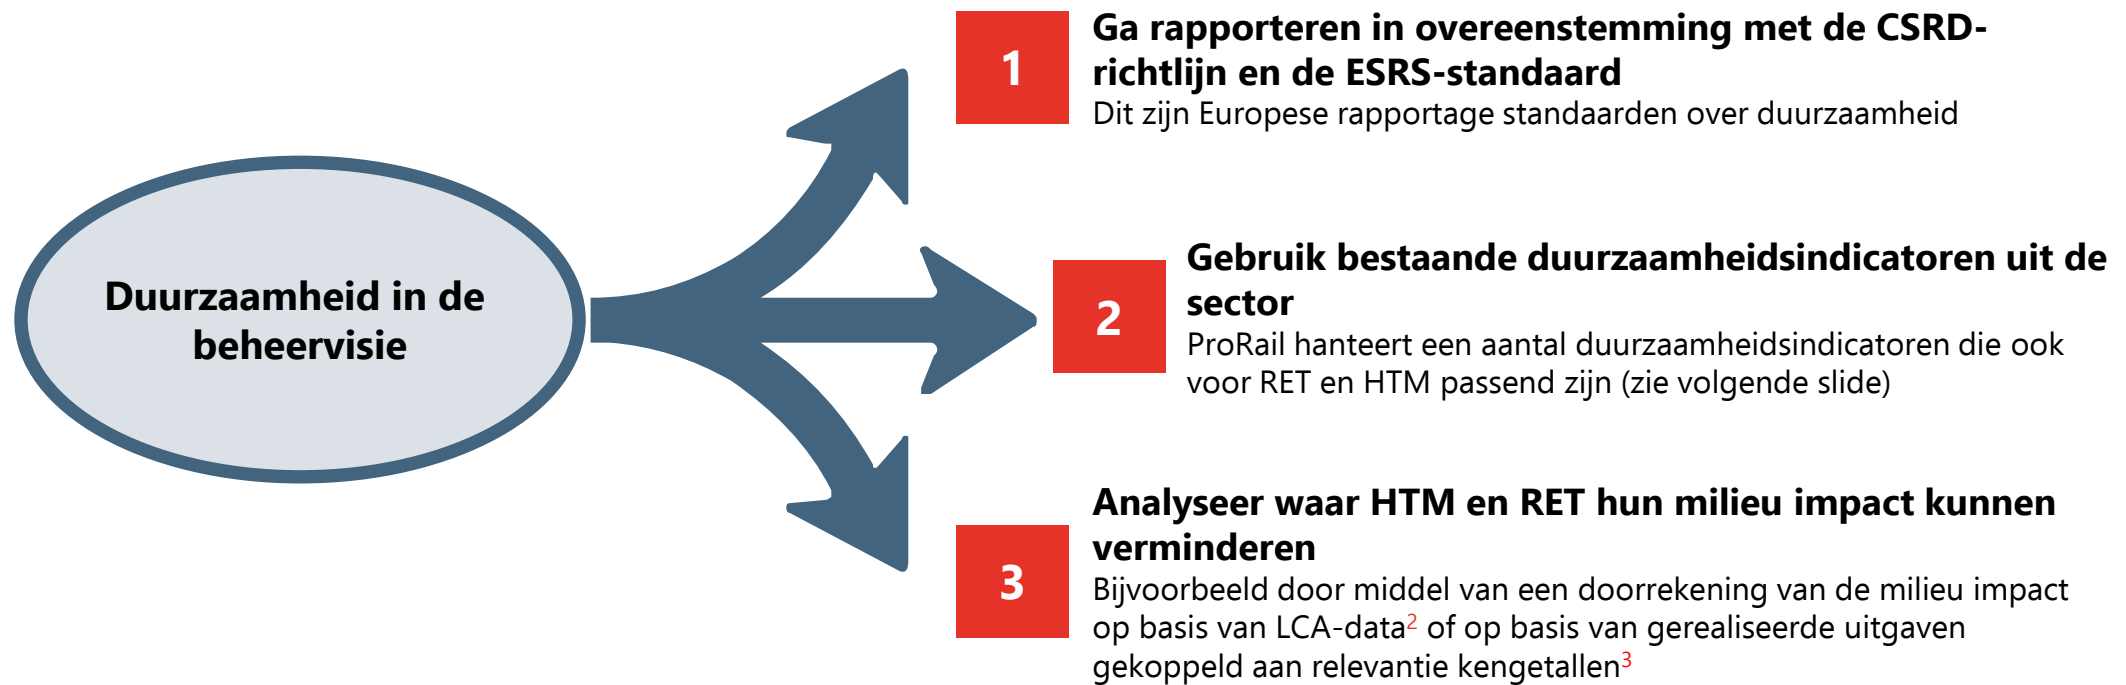 Duurzaamheid in de
beheervisie
1
Ga rapporteren in overeenstemming met de CSRD-
richtlijn en de ESRS-standaard
Dit zijn Europese rapportage standaarden over duurzaamheid
2
Gebruik bestaande duurzaamheidsindicatoren uit de
sector
ProRail hanteert een aantal duurzaamheidsindicatoren die ook
voor RET en HTM passend zijn (zie volgende slide)
3
Analyseer waar HTM en RET hun milieu impact kunnen
verminderen
Bijvoorbeeld door middel van een doorrekening van de milieu impact
op basis van LCA-data² of op basis van gerealiseerde uitgaven
gekoppeld aan relevantie kengetallen³